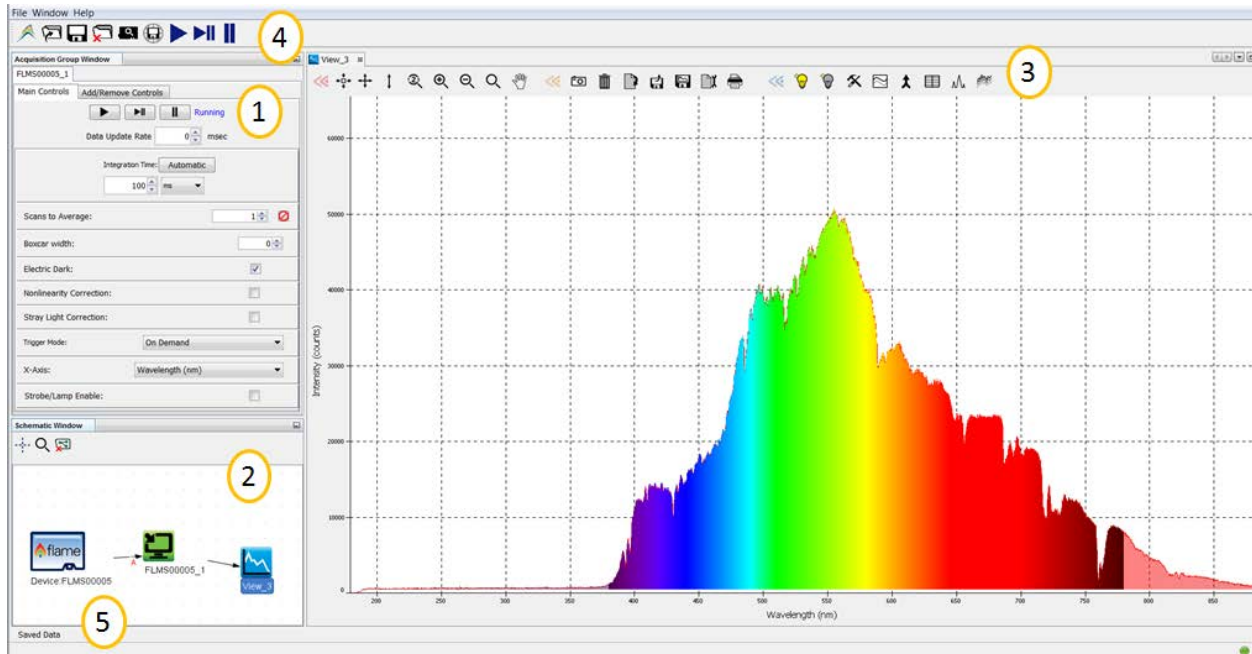 File Window Help
4
Acquisition Group Window
FLMS00005_1
Main Controls Add/Remove Controls
1
Running
Data Update Rate 0 msec
Integration Time: Automatic
100 ms
Scans to Average: 1
Boxcar width: 0
Electric Dark:
Nonlinearity Correction:
Stray Light Correction:
Trigger Mode: On Demand
X-Axis: Wavelength (nm)
Strobe/Lamp Enable:
Schematic Window
2
flame
Device:FLMS00005
A
FLMS00005_1
View_3
5
Saved Data
View_3
3
60000
50000
40000
30000
20000
10000
0
Intensity (counts)
200 250 300 350 400 450 500 550 600 650 700 750 800 850
Wavelength (nm)